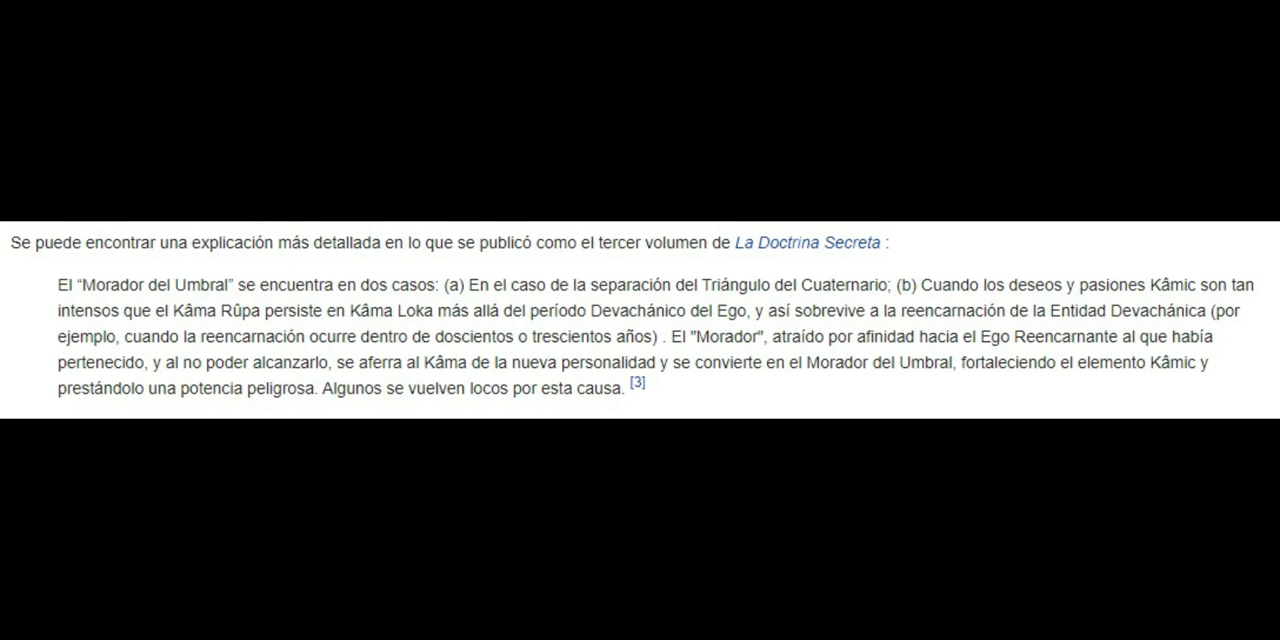 Se puede encontrar una explicación más detallada en lo que se publicó como el tercer volumen de La Doctrina Secreta :
El “Morador del Umbral” se encuentra en dos casos: (a) En el caso de la separación del Triángulo del Cuaternario; (b) Cuando los deseos y pasiones Kâmic son tan
intensos que el Kâma Rûpa persiste en Kâma Loka más allá del período Devachánico del Ego, y así sobrevive a la reencarnación de la Entidad Devachánica (por
ejemplo, cuando la reencarnación ocurre dentro de doscientos o trescientos años) . El "Morador", atraído por afinidad hacia el Ego Reencarnante al que había
pertenecido, y al no poder alcanzarlo, se aferra al Kâma de la nueva personalidad y se convierte en el Morador del Umbral, fortaleciendo el elemento Kâmic y
prestándolo una potencia peligrosa. Algunos se vuelven locos por esta causa. [3]